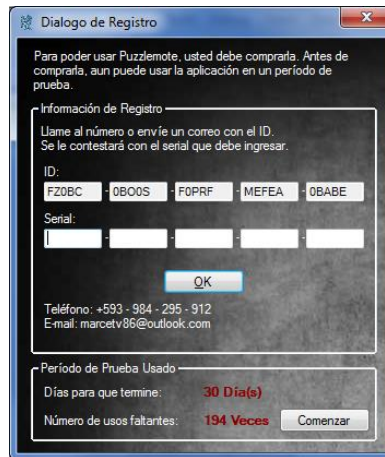 Dialogo de Registro
Para poder usar Puzzlemote, usted debe comprarla. Antes de
comprarla, aun puede usar la aplicación en un período de
prueba.
Información de Registro
Llame al número o envíe un correo con el ID.
Se le contestará con el serial que debe ingresar.
ID:
FZ0BC - 0BO0S - F0PRF - MEFEA - 0BABE
Serial:
- - - -
OK
Teléfono: +593 - 984 - 295 - 912
E-mail: marcetv86@outlook.com
Período de Prueba Usado
Días para que termine: 30 Día(s)
Número de usos faltantes: 194 Veces Comenzar